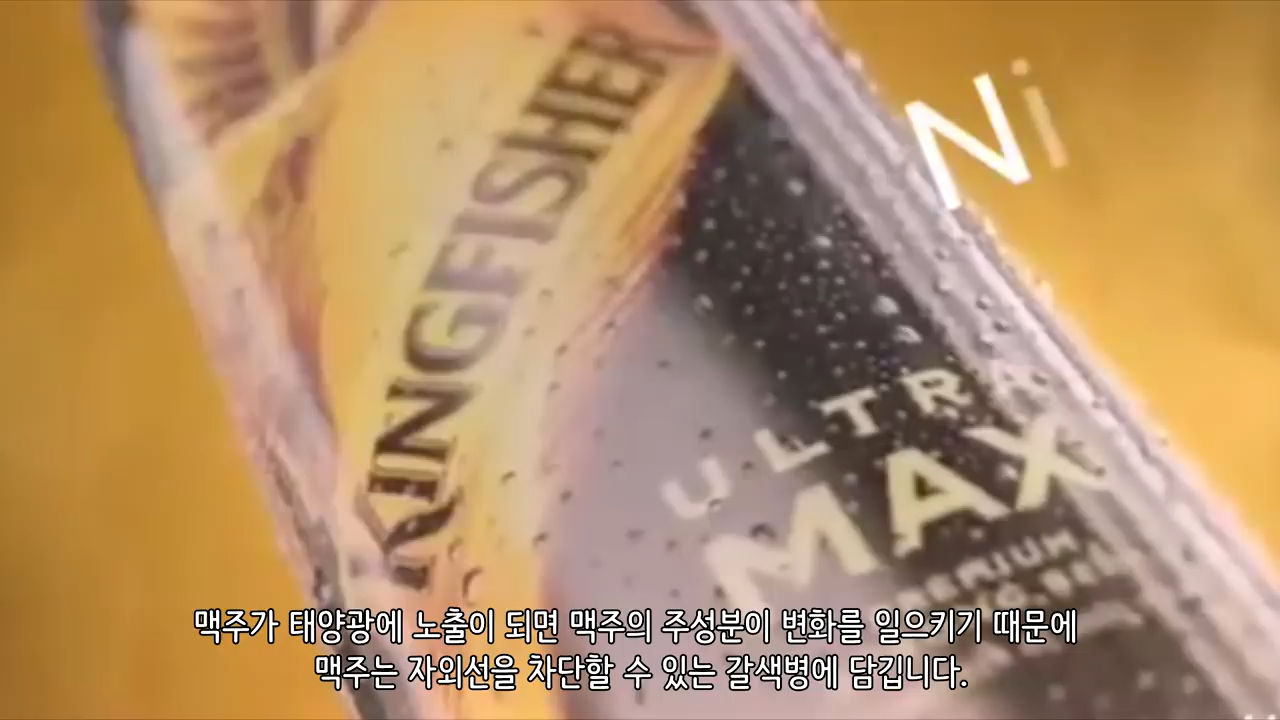 Ni
KINGFISHER
ULTRA
MAX
맥주가 태양광에 노출이 되면 맥주의 주성분이 변화를 일으키기 때문에
맥주는 자외선을 차단할 수 있는 갈색병에 담깁니다.